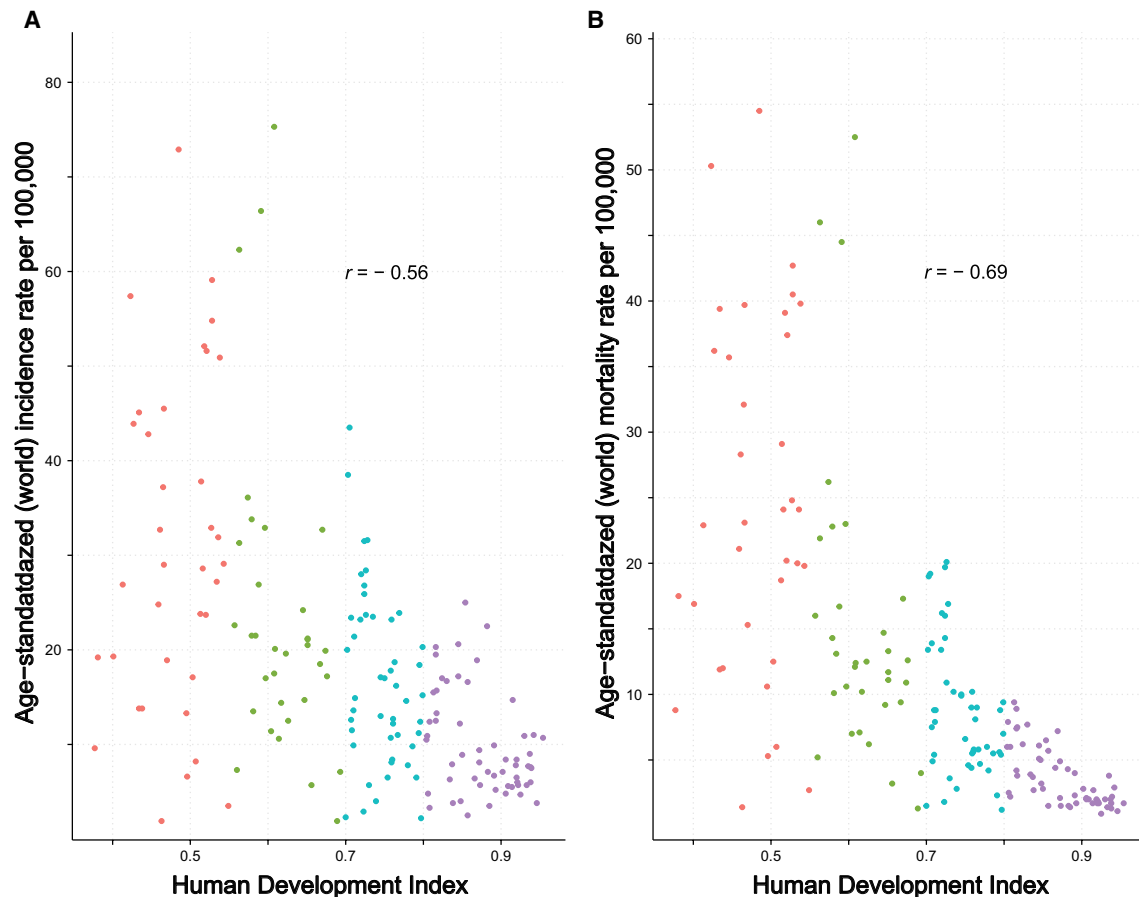 A
Age−standatdazed (world) incidence rate per 100,000
80
60
40
20
r = − 0.56
0.5
0.7
0.9
Human Development Index
B
Age−standatdazed (world) mortality rate per 100,000
60
50
40
30
20
10
r = − 0.69
0.5
0.7
0.9
Human Development Index